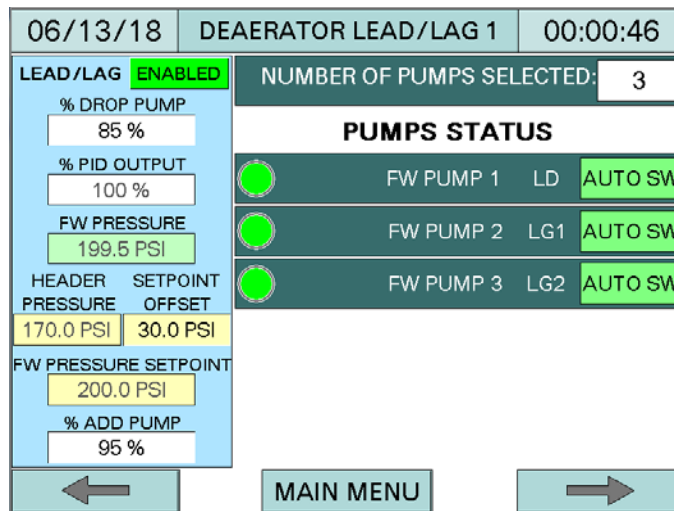 06/13/18 DEAERATOR LEAD/LAG 1 00:00:46
LEAD/LAG ENABLED
% DROP PUMP
85 %
% PID OUTPUT
100 %
FW PRESSURE
199.5 PSI
HEADER PRESSURE
170.0 PSI
SETPOINT OFFSET
30.0 PSI
FW PRESSURE SETPOINT
200.0 PSI
% ADD PUMP
95 %
NUMBER OF PUMPS SELECTED: 3
PUMPS STATUS
FW PUMP 1 LD AUTO SW
FW PUMP 2 LG1 AUTO SW
FW PUMP 3 LG2 AUTO SW
MAIN MENU